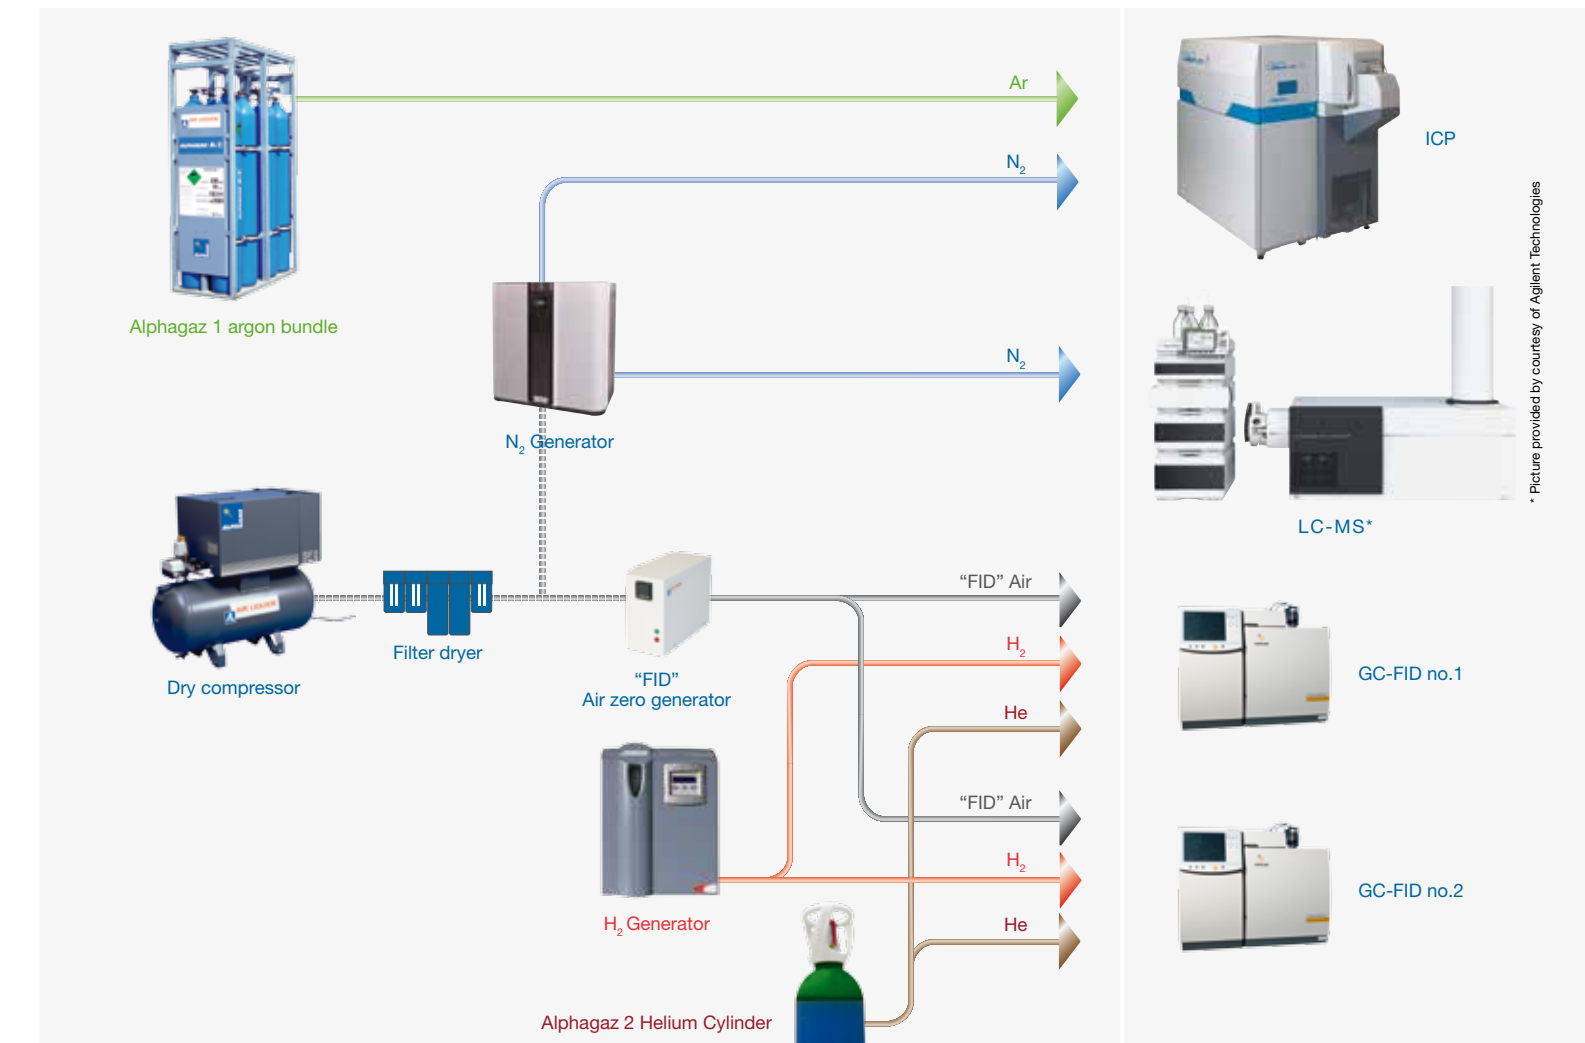 Ar
ICP
N2
Alphagaz 1 argon bundle
N2
N2 Generator
* Picture provided by courtesy of Agilent Technologies
LC-MS*
AIR LIQUIDE
Dry compressor
Filter dryer
“FID”
Air zero generator
“FID” Air
H2
He
GC-FID no.1
“FID” Air
H2
He
GC-FID no.2
H2 Generator
Alphagaz 2 Helium Cylinder